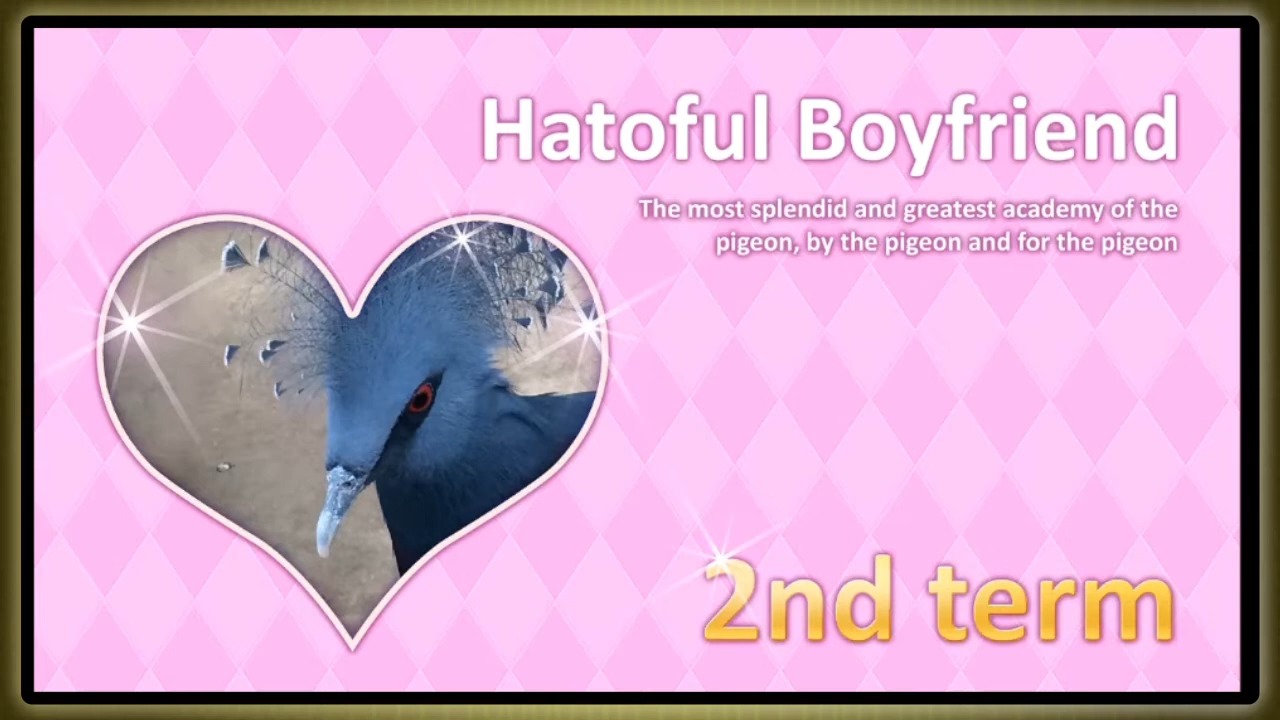 Hatoful Boyfriend
The most splendid and greatest academy of the
pigeon, by the pigeon and for the pigeon
2nd term